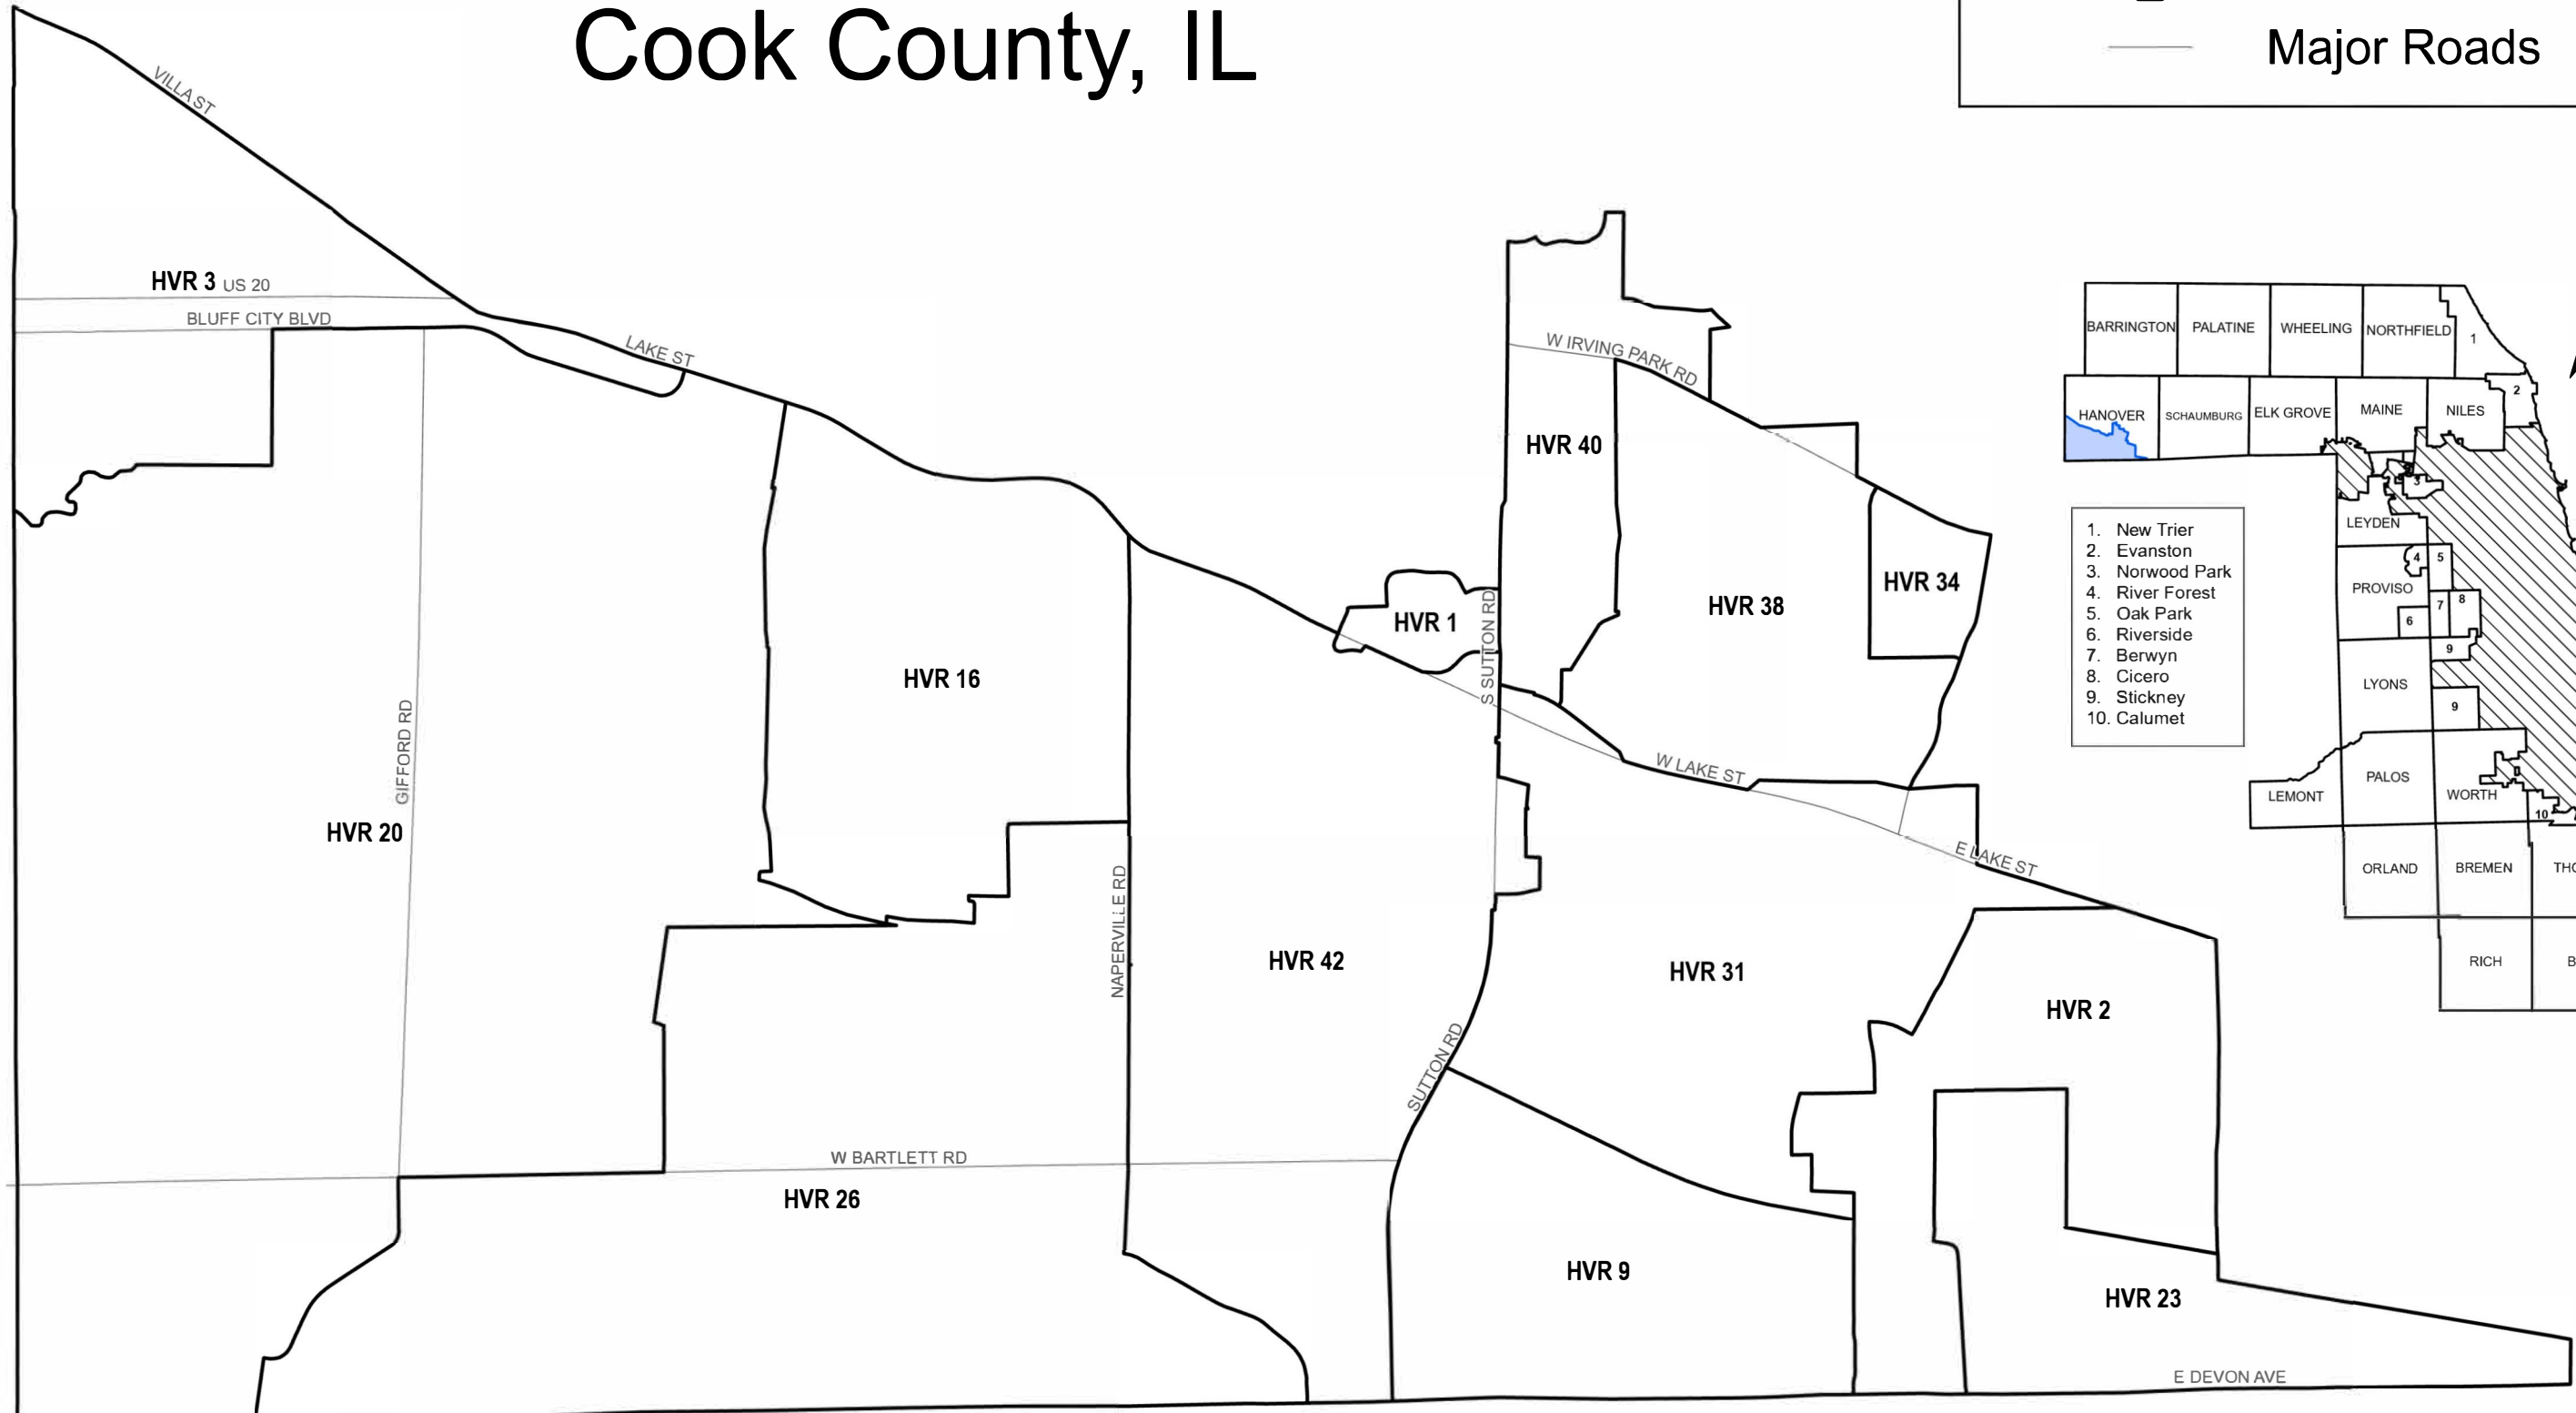 Cook County, IL
Major Roads
VILLA ST
HVR 3
US 20
BLUFF CITY BLVD
LAKE ST
W IRVING PARK RD
HVR 40
HVR 34
HVR 38
HVR 1
S SUTTON RD
HVR 16
GIFFORD RD
HVR 20
W LAKE ST
E LAKE ST
NAPERVILLE RD
HVR 42
HVR 31
HVR 2
SUTTON RD
W BARTLETT RD
HVR 26
HVR 9
HVR 23
E DEVON AVE
BARRINGTON
PALATINE
WHEELING
NORTHFIELD
1
2
HANOVER
SCHAUMBURG
ELK GROVE
MAINE
NILES
3
LEYDEN
4
5
PROVISO
7
8
6
9
LYONS
9
PALOS
LEMONT
WORTH
10
ORLAND
BREMEN
THO
RICH
B
1. New Trier
2. Evanston
3. Norwood Park
4. River Forest
5. Oak Park
6. Riverside
7. Berwyn
8. Cicero
9. Stickney
10. Calumet